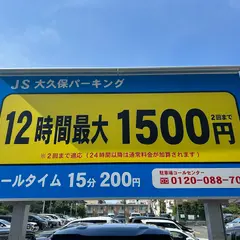 JS 大久保パーキング
12時間最大 1500円 2回まで
※2回まで適応（24時間以降は通常料金が加算されます）
ールタイム 15分 200円
駐車場コールセンター
0120-088-70